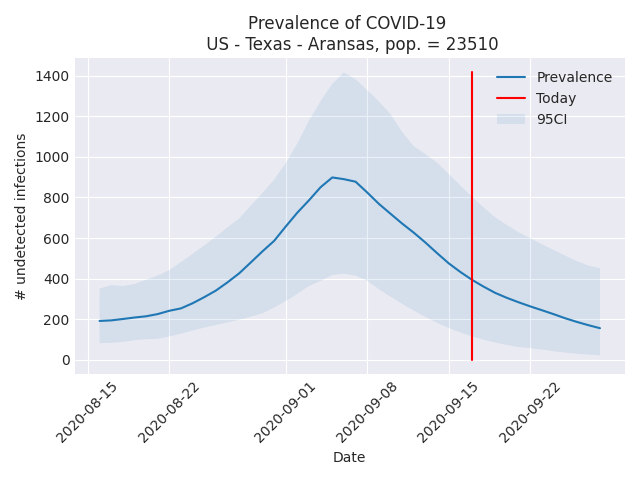 Prevalence of COVID-19
US - Texas - Aransas, pop. = 23510
1400
1200
1000
800
600
400
200
0
# undetected infections
Prevalence
Today
95CI
2020-08-15
2020-08-22
2020-09-01
2020-09-08
2020-09-15
2020-09-22
Date